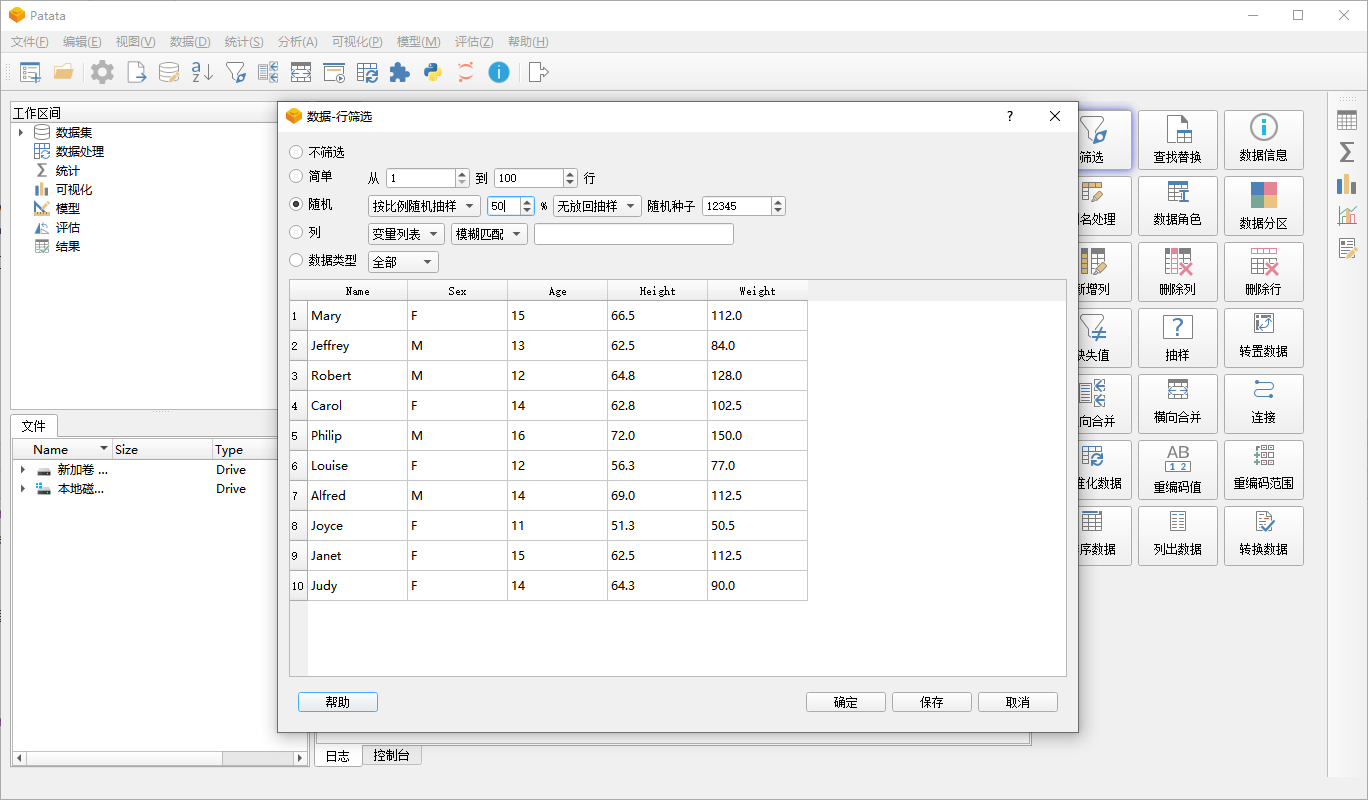 Patata
文件(F) 编辑(E) 视图(V) 数据(D) 统计(S) 分析(A) 可视化(P) 模型(M) 评估(Z) 帮助(H)
工作区间
数据集
数据处理
统计
可视化
模型
评估
结果
文件
Name Size Type
新加卷 ... Drive
本地磁... Drive
数据-行筛选
不筛选
简单 从 1 到 100 行
随机 按比例随机抽样 50 % 无放回抽样 随机种子 12345
列 变量列表 模糊匹配
数据类型 全部
Name Sex Age Height Weight
1 Mary F 15 66.5 112.0
2 Jeffrey M 13 62.5 84.0
3 Robert M 12 64.8 128.0
4 Carol F 14 62.8 102.5
5 Philip M 16 72.0 150.0
6 Louise F 12 56.3 77.0
7 Alfred M 14 69.0 112.5
8 Joyce F 11 51.3 50.5
9 Janet F 15 62.5 112.5
10 Judy F 14 64.3 90.0
帮助 确定 保存 取消
筛选 查找替换 数据信息
名处理 数据角色 数据分区
新增列 删除列 删除行
缺失值 抽样 转置数据
向合并 横向合并 连接
准化数据 重编码值 重编码范围
序数据 列出数据 转换数据
日志 控制台